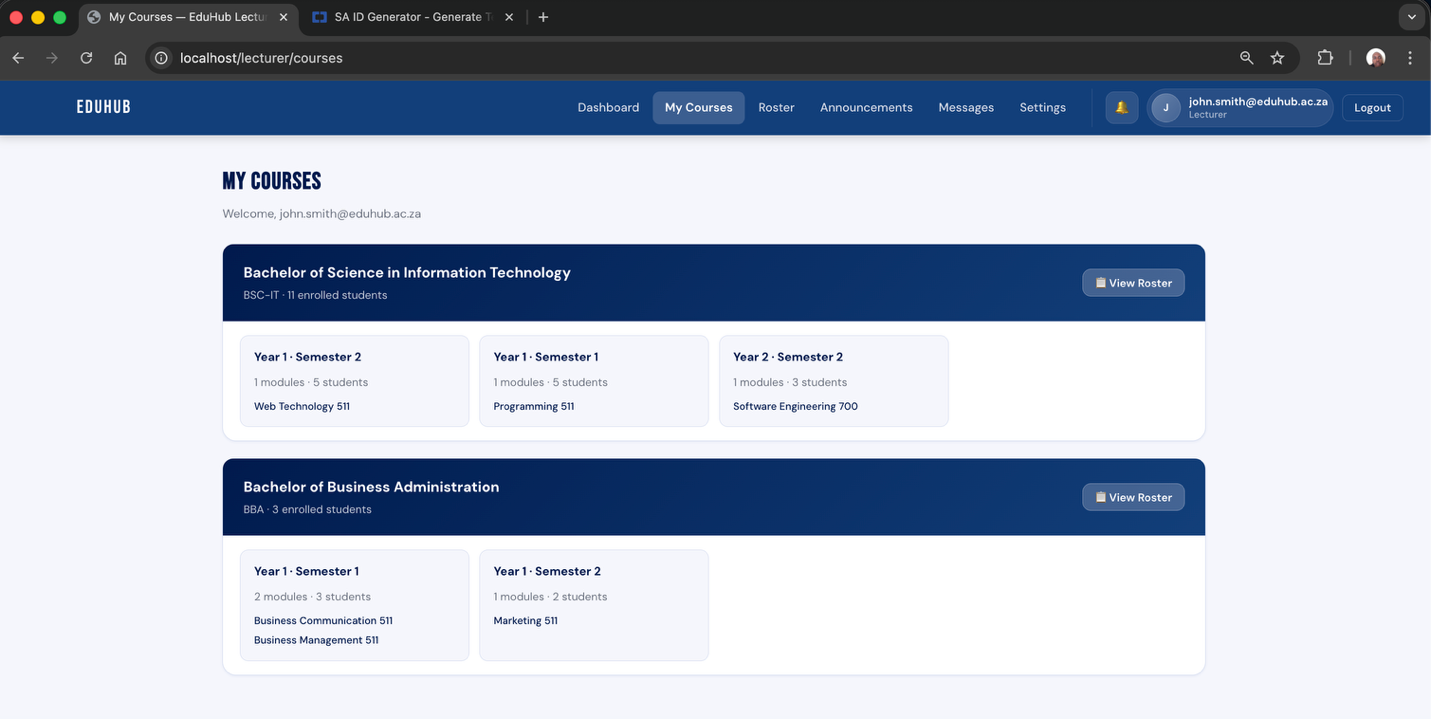 My Courses — EduHub Lectu
SA ID Generator - Generate T
localhost/lecturer/courses
EDUHUB
Dashboard
My Courses
Roster
Announcements
Messages
Settings
J
john.smith@eduhub.ac.za
Lecturer
Logout
MY COURSES
Welcome, john.smith@eduhub.ac.za
Bachelor of Science in Information Technology
BSC-IT · 11 enrolled students
View Roster
Year 1 · Semester 2
1 modules · 5 students
Web Technology 511
Year 1 · Semester 1
1 modules · 5 students
Programming 511
Year 2 · Semester 2
1 modules · 3 students
Software Engineering 700
Bachelor of Business Administration
BBA · 3 enrolled students
View Roster
Year 1 · Semester 1
2 modules · 3 students
Business Communication 511
Business Management 511
Year 1 · Semester 2
1 modules · 2 students
Marketing 511